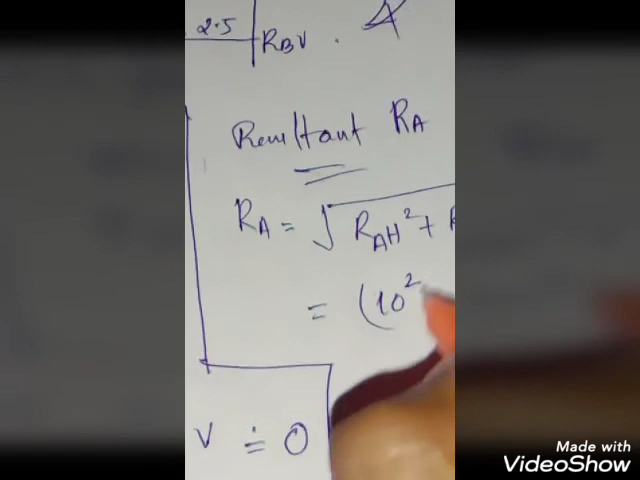 2.5
RBV .
Resultant RA
RA = √ RAH² +
= (10²
V = 0
Made with
VideoShow